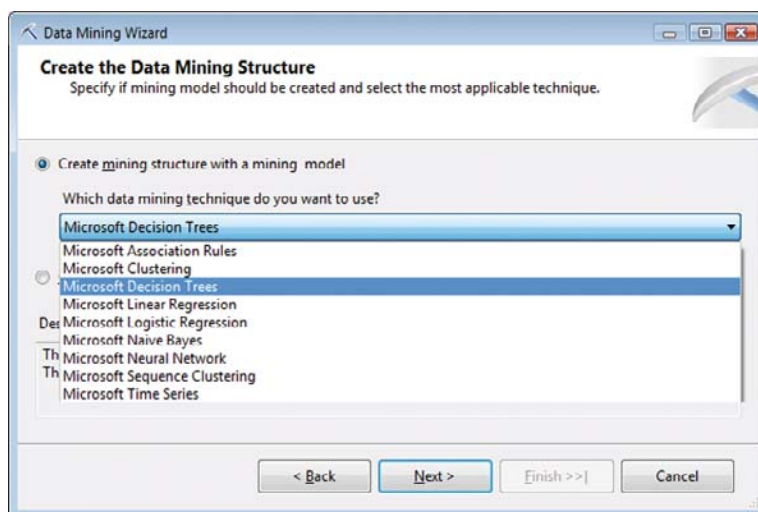 Data Mining Wizard
Create the Data Mining Structure
Specify if mining model should be created and select the most applicable technique.
Create mining structure with a mining model
Which data mining technique do you want to use?
Microsoft Decision Trees
Microsoft Association Rules
Microsoft Clustering
Microsoft Decision Trees
Microsoft Linear Regression
Microsoft Logistic Regression
Microsoft Naive Bayes
Microsoft Neural Network
Microsoft Sequence Clustering
Microsoft Time Series
< Back
Next >
Finish >>|
Cancel